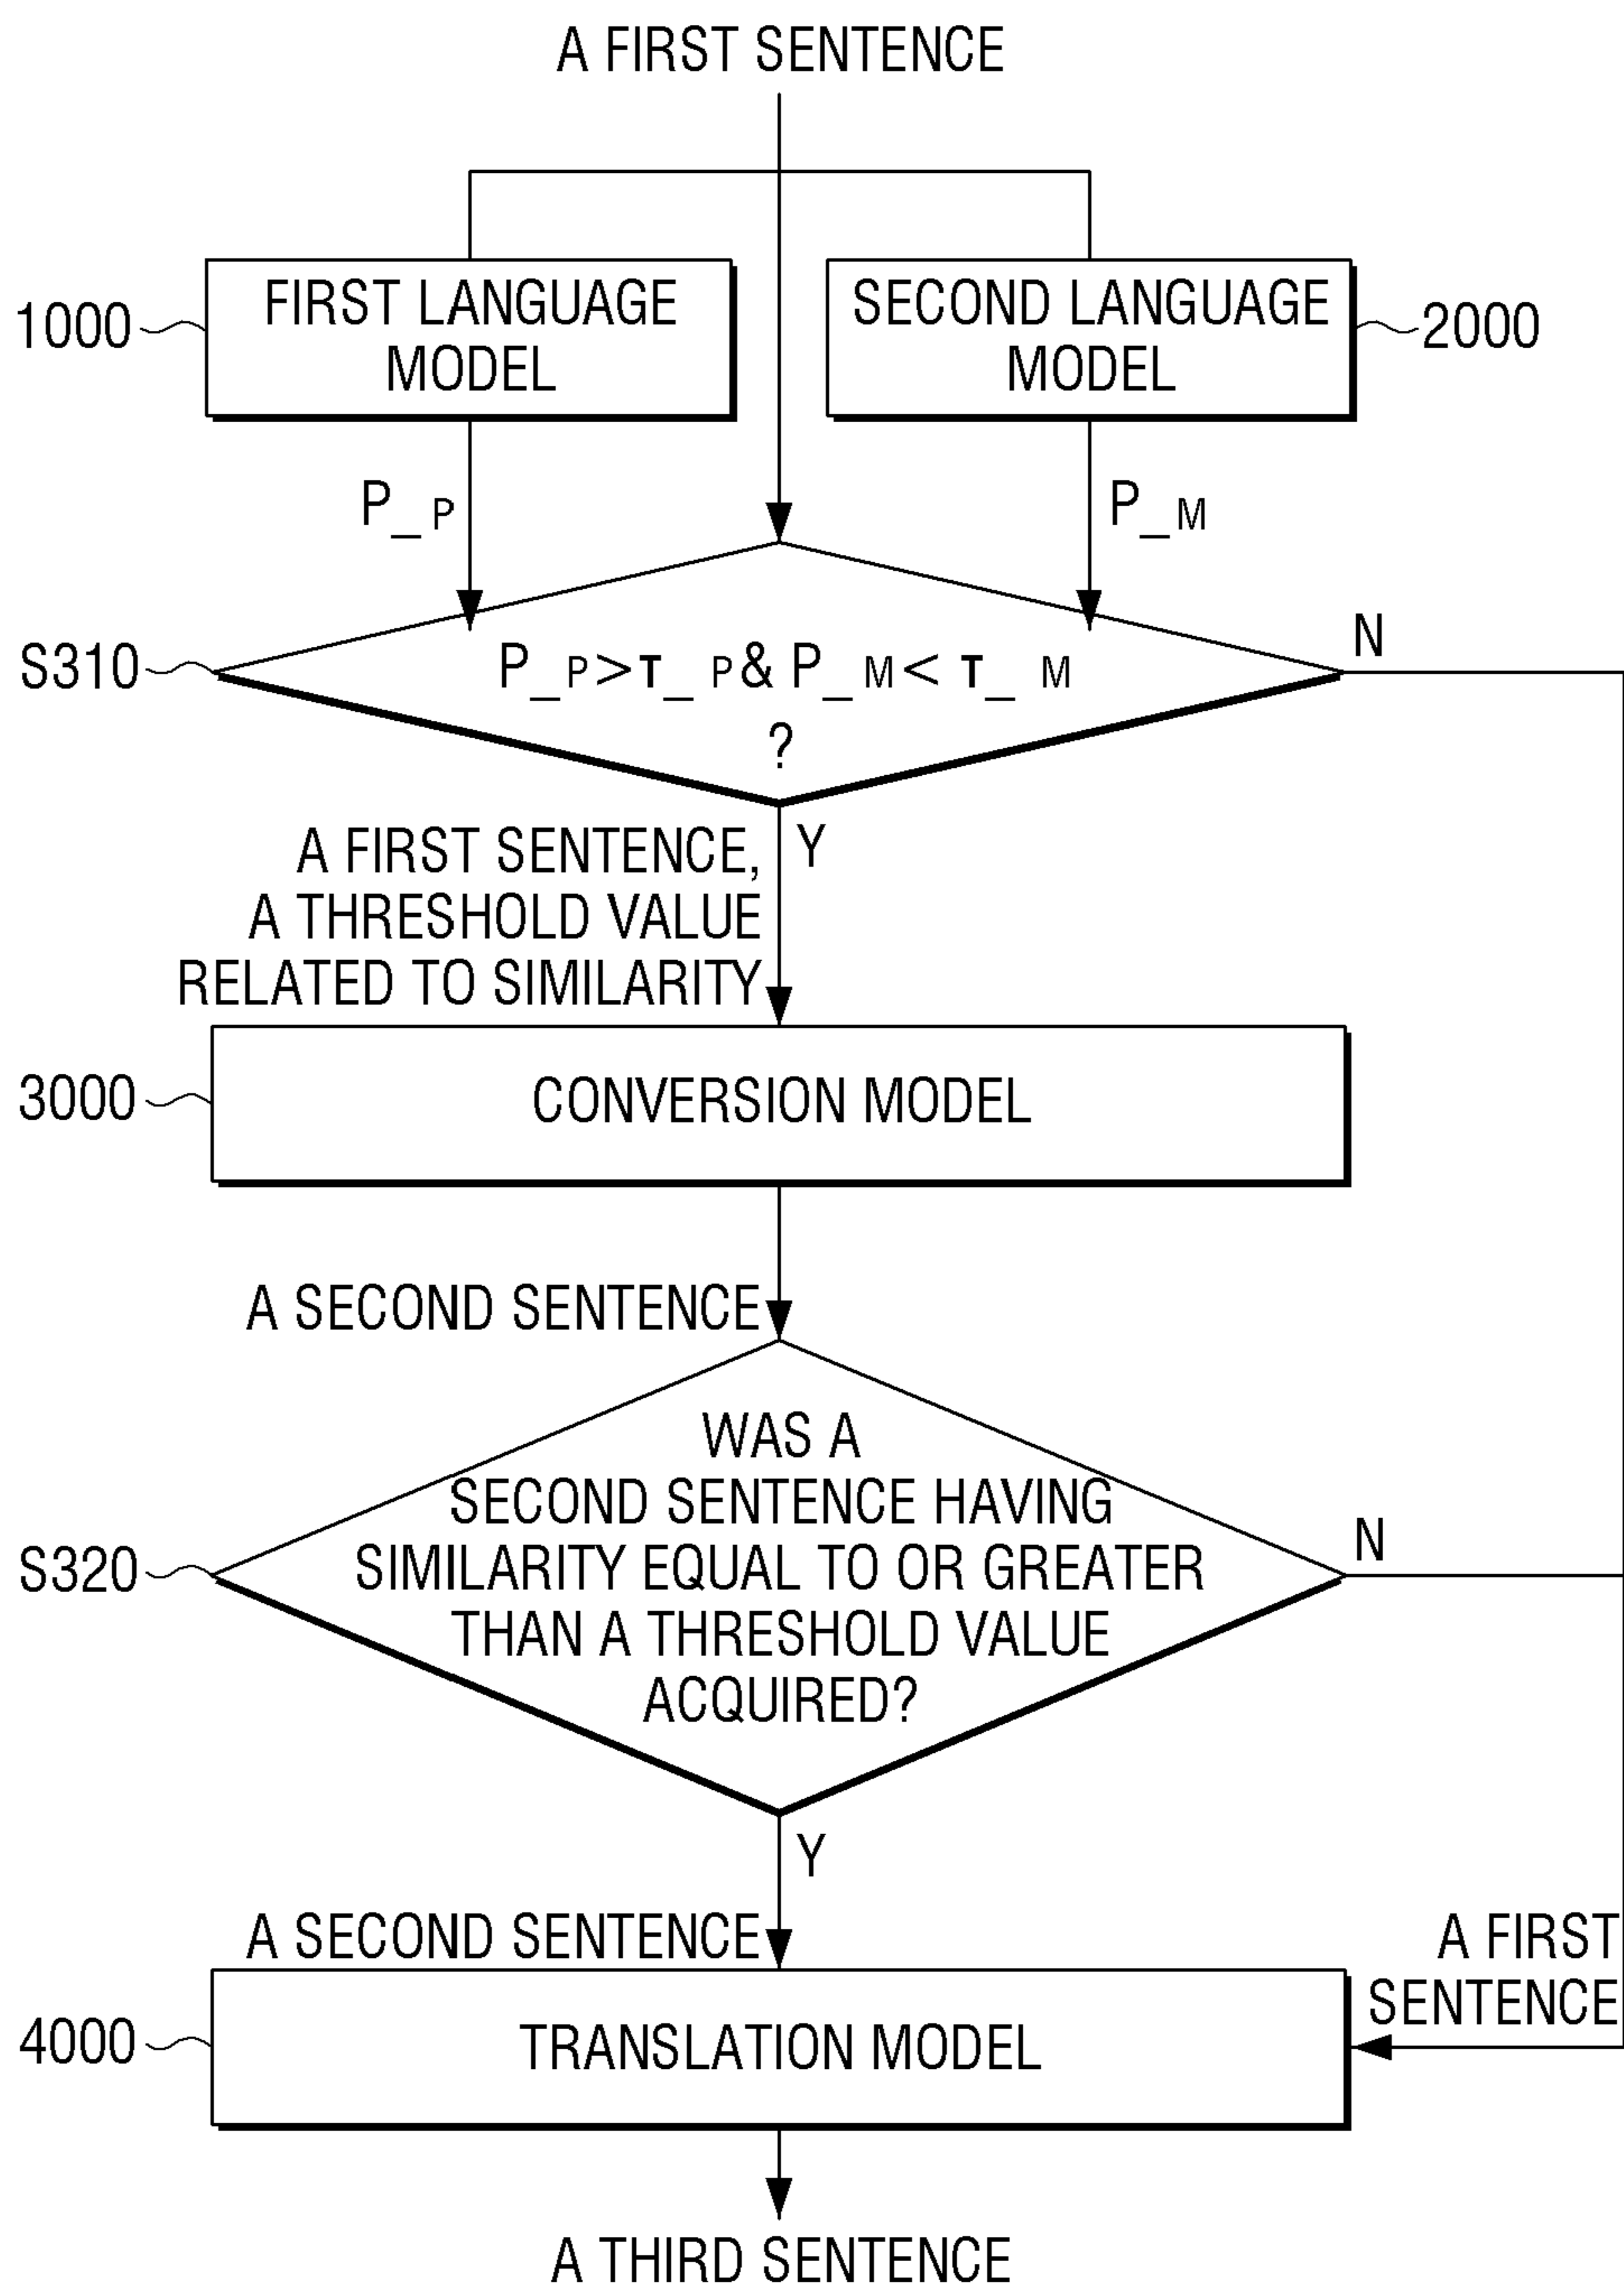 A FIRST SENTENCE
1000
FIRST LANGUAGE
MODEL
SECOND LANGUAGE
MODEL
2000
P_P
P_M
S310
P_P>τ_P& P_M< τ_M
?
N
Y
A FIRST SENTENCE,
A THRESHOLD VALUE
RELATED TO SIMILARITY
3000
CONVERSION MODEL
A SECOND SENTENCE
S320
WAS A
SECOND SENTENCE HAVING
SIMILARITY EQUAL TO OR GREATER
THAN A THRESHOLD VALUE
ACQUIRED?
N
Y
A SECOND SENTENCE
A FIRST
SENTENCE
4000
TRANSLATION MODEL
A THIRD SENTENCE